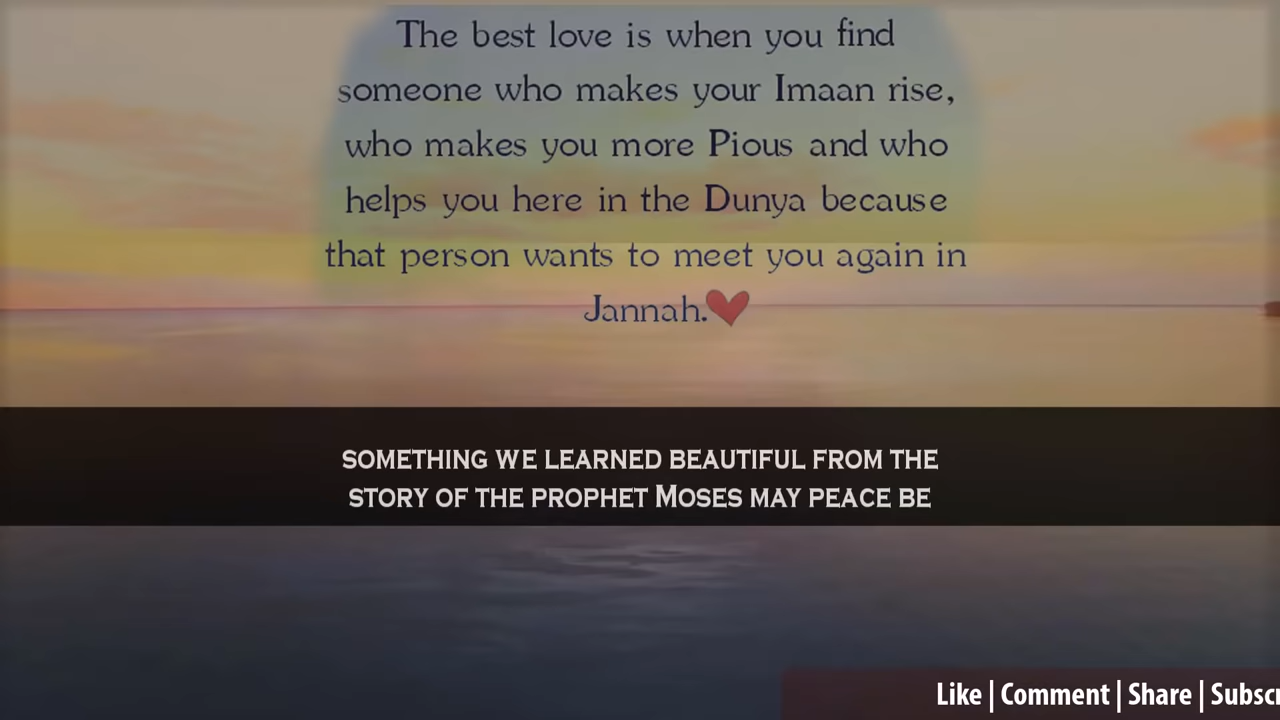 The best love is when you find
someone who makes your Imaan rise,
who makes you more Pious and who
helps you here in the Dunya because
that person wants to meet you again in
Jannah.❤
SOMETHING WE LEARNED BEAUTIFUL FROM THE
STORY OF THE PROPHET MOSES MAY PEACE BE
Like | Comment | Share | Subsc